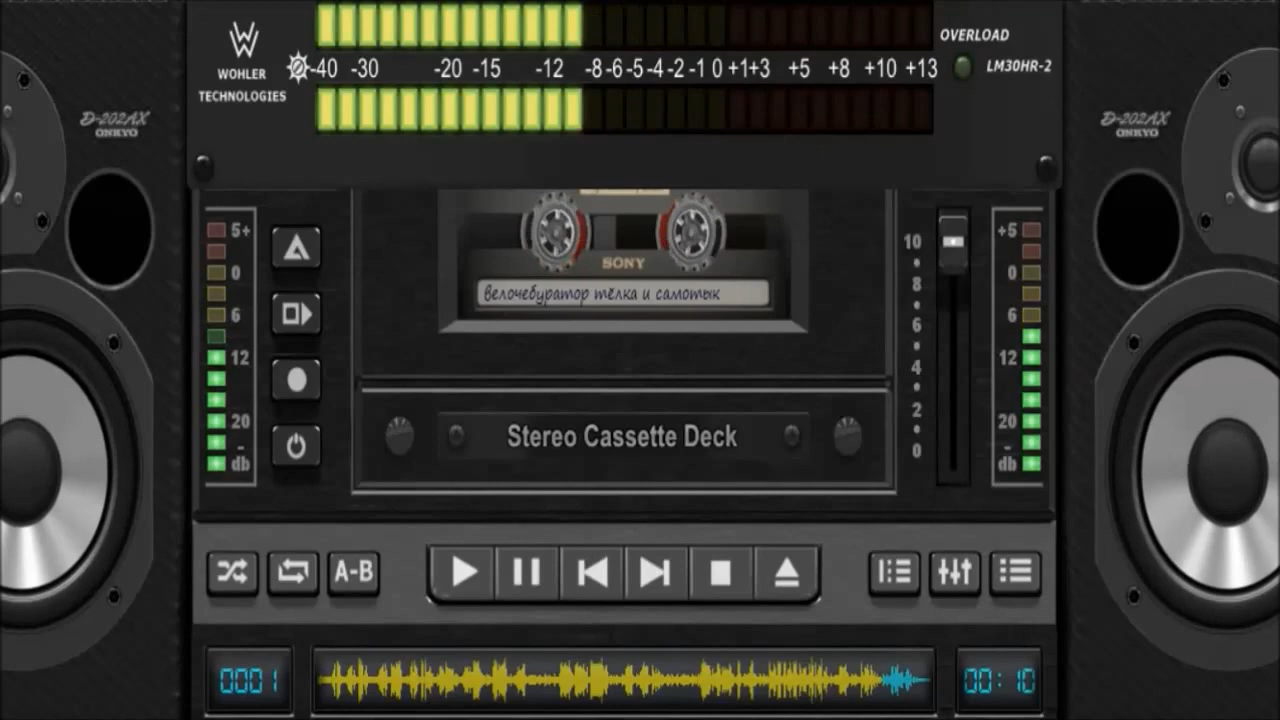 WOHLER
TECHNOLOGIES
-40 -30 -20 -15 -12 -8 -6 -5 -4 -2 -1 0 +1 +3 +5 +8 +10 +13
OVERLOAD
LM30HR-2
D-202AX
ONKYO
D-202AX
ONKYO
5+
0
6
12
20
-
db
SONY
велочебуратор тёлка и самотык
10
8
6
4
2
0
+5
0
6
12
20
-
db
Stereo Cassette Deck
A-B
0001
00:10